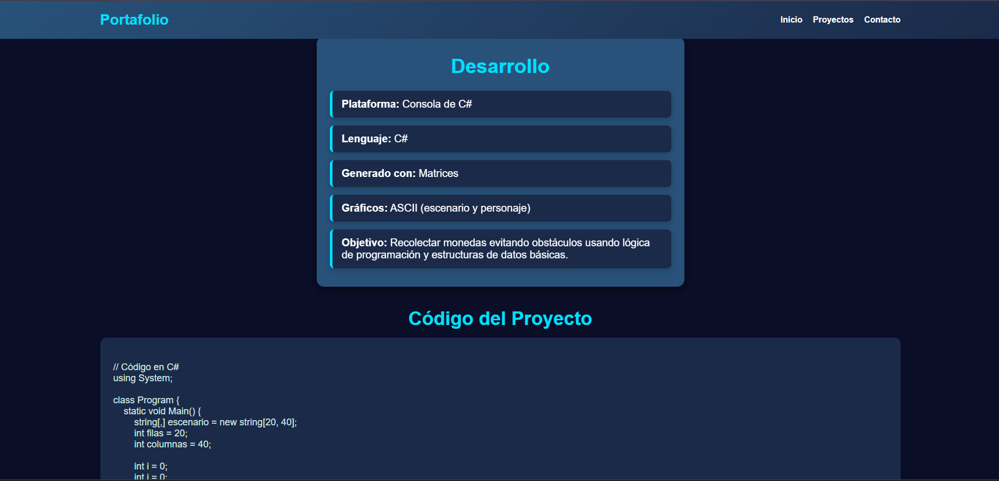 Portafolio
Inicio Proyectos Contacto
Desarrollo
Plataforma: Consola de C#
Lenguaje: C#
Generado con: Matrices
Gráficos: ASCII (escenario y personaje)
Objetivo: Recolectar monedas evitando obstáculos usando lógica
de programación y estructuras de datos básicas.
Código del Proyecto
// Código en C#
using System;
class Program {
static void Main() {
string[,] escenario = new string[20, 40];
int filas = 20;
int columnas = 40;
int i = 0;
int j = 0;